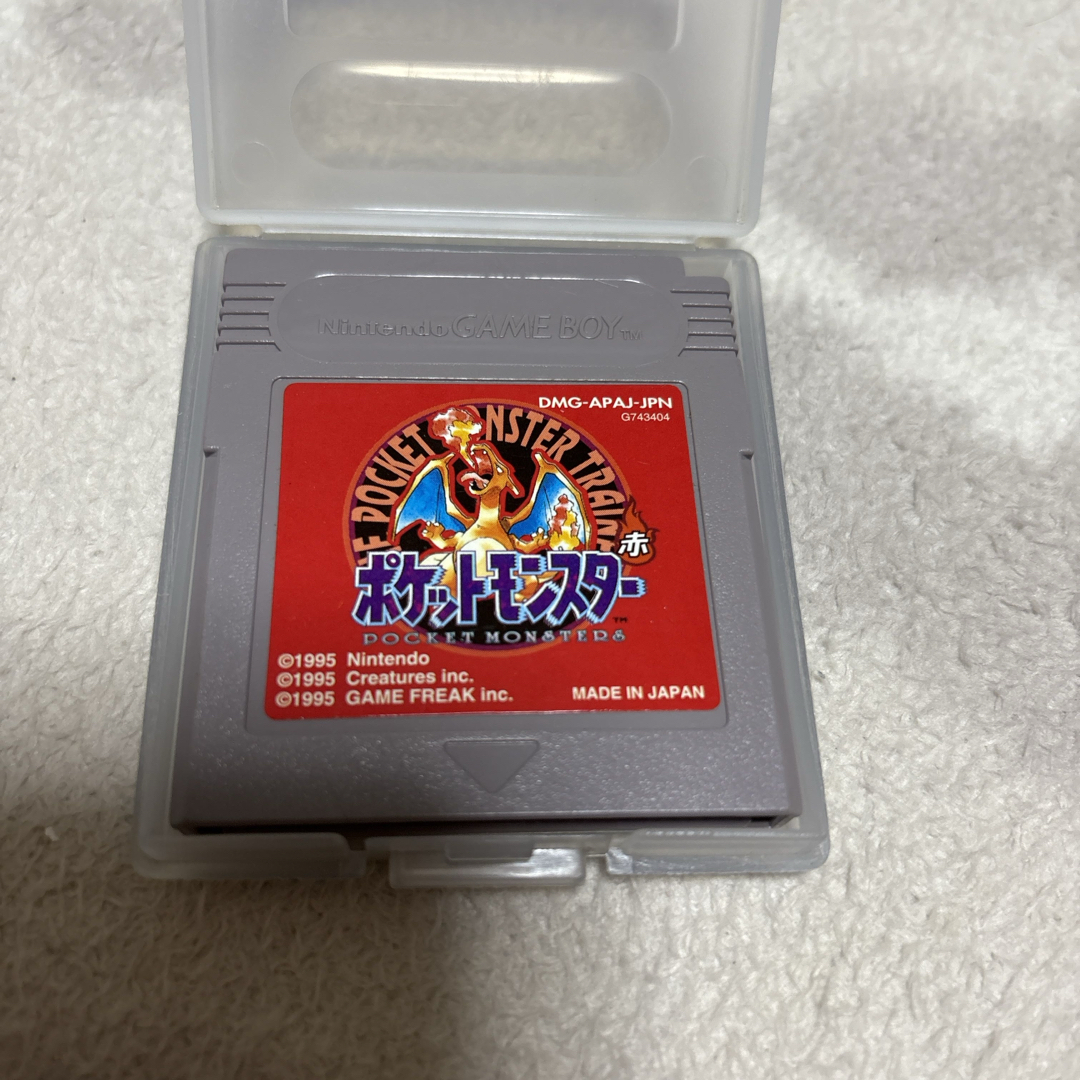 Nintendo GAME BOY™
DMG-APAJ-JPN
G743404
POCKET MONSTER TRAIN
赤
ポケットモンスター
™
POCKET MONSTERS
©1995 Nintendo
©1995 Creatures inc.
©1995 GAME FREAK inc.
MADE IN JAPAN